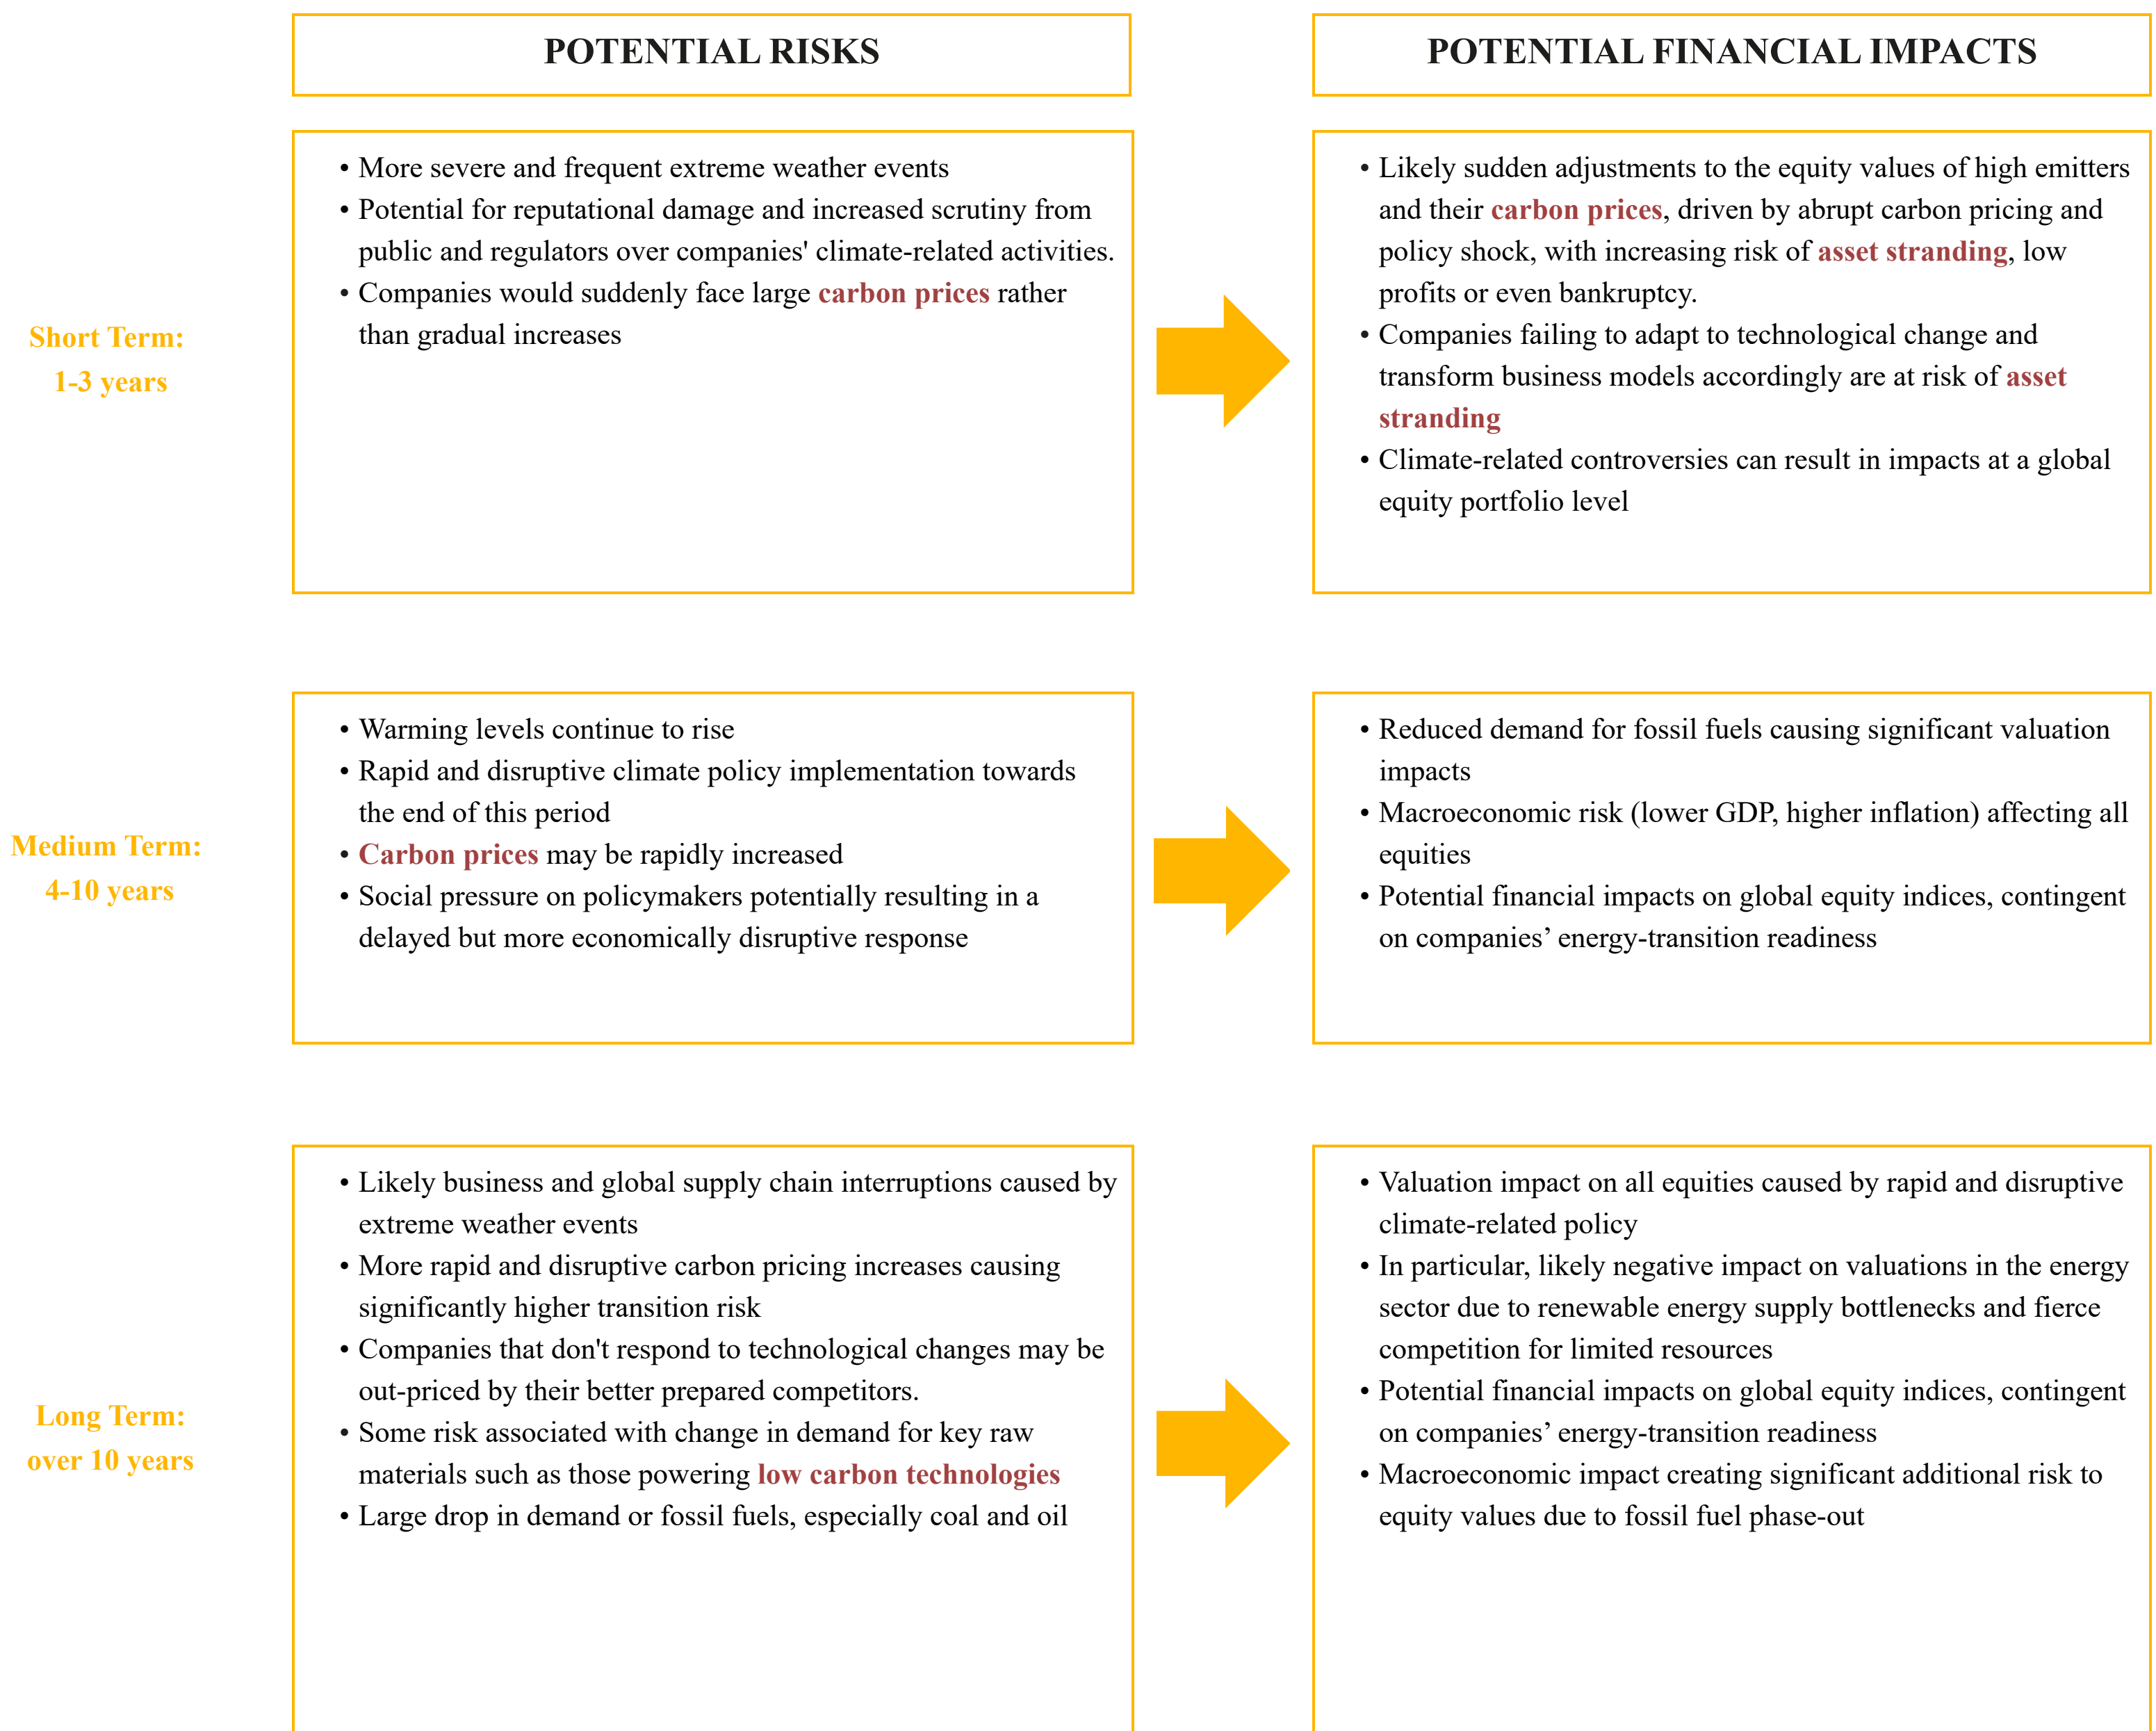 POTENTIAL RISKS
POTENTIAL FINANCIAL IMPACTS
Short Term:
1-3 years
• More severe and frequent extreme weather events
• Potential for reputational damage and increased scrutiny from
public and regulators over companies' climate-related activities.
• Companies would suddenly face large carbon prices rather
than gradual increases
• Likely sudden adjustments to the equity values of high emitters
and their carbon prices, driven by abrupt carbon pricing and
policy shock, with increasing risk of asset stranding, low
profits or even bankruptcy.
• Companies failing to adapt to technological change and
transform business models accordingly are at risk of asset
stranding
• Climate-related controversies can result in impacts at a global
equity portfolio level
Medium Term:
4-10 years
• Warming levels continue to rise
• Rapid and disruptive climate policy implementation towards
the end of this period
• Carbon prices may be rapidly increased
• Social pressure on policymakers potentially resulting in a
delayed but more economically disruptive response
• Reduced demand for fossil fuels causing significant valuation
impacts
• Macroeconomic risk (lower GDP, higher inflation) affecting all
equities
• Potential financial impacts on global equity indices, contingent
on companies’ energy-transition readiness
Long Term:
over 10 years
• Likely business and global supply chain interruptions caused by
extreme weather events
• More rapid and disruptive carbon pricing increases causing
significantly higher transition risk
• Companies that don't respond to technological changes may be
out-priced by their better prepared competitors.
• Some risk associated with change in demand for key raw
materials such as those powering low carbon technologies
• Large drop in demand or fossil fuels, especially coal and oil
• Valuation impact on all equities caused by rapid and disruptive
climate-related policy
• In particular, likely negative impact on valuations in the energy
sector due to renewable energy supply bottlenecks and fierce
competition for limited resources
• Potential financial impacts on global equity indices, contingent
on companies’ energy-transition readiness
• Macroeconomic impact creating significant additional risk to
equity values due to fossil fuel phase-out